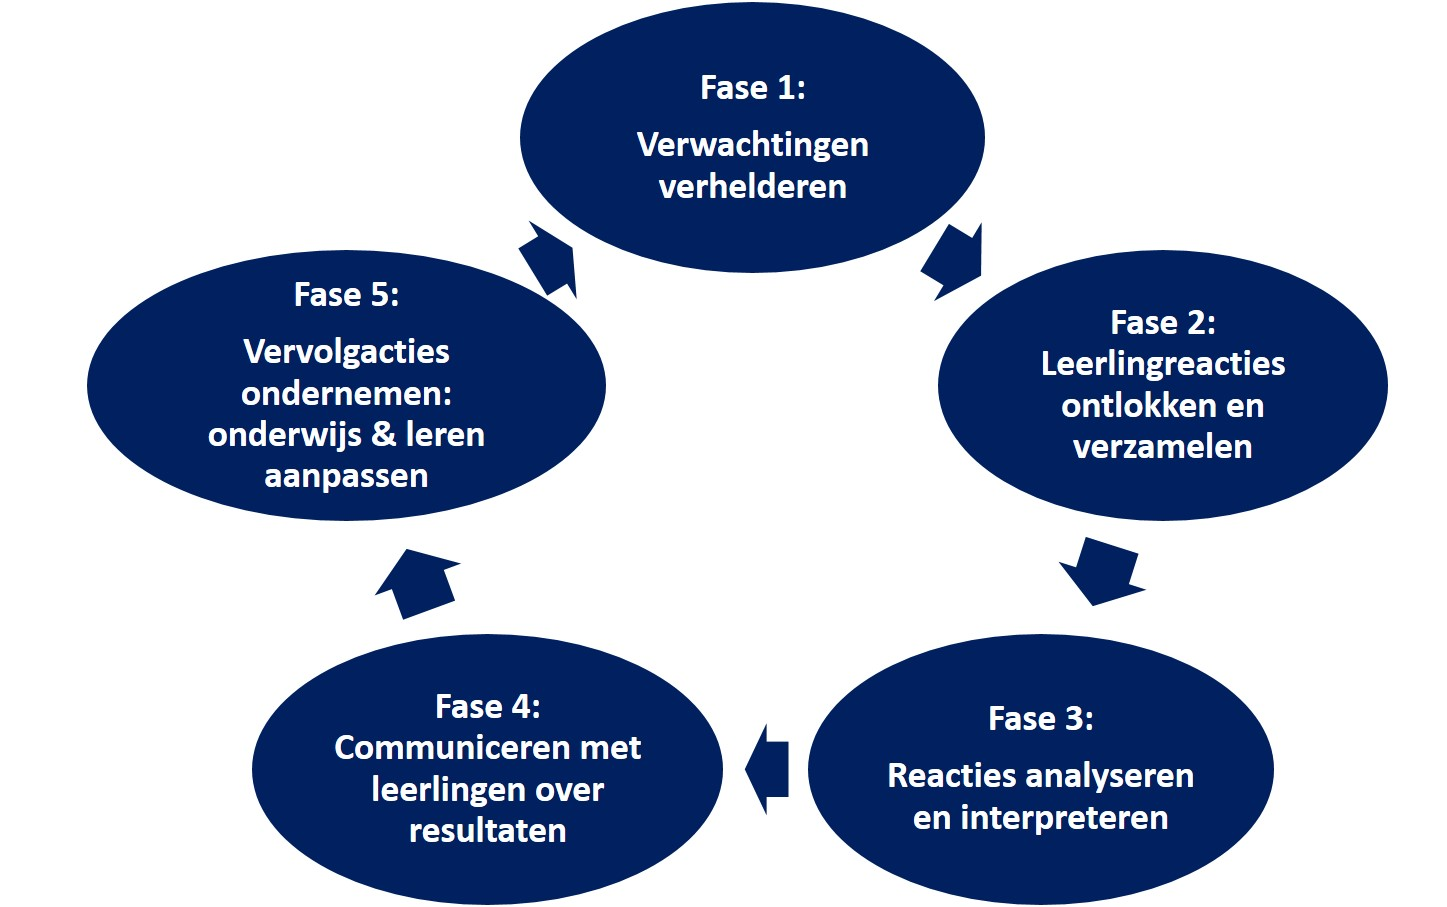 Fase 1:
Verwachtingen
verhelderen
Fase 2:
Leerlingreacties
ontlokken en
verzamelen
Fase 3:
Reacties analyseren
en interpreteren
Fase 4:
Communiceren met
leerlingen over
resultaten
Fase 5:
Vervolgacties
ondernemen:
onderwijs & leren
aanpassen